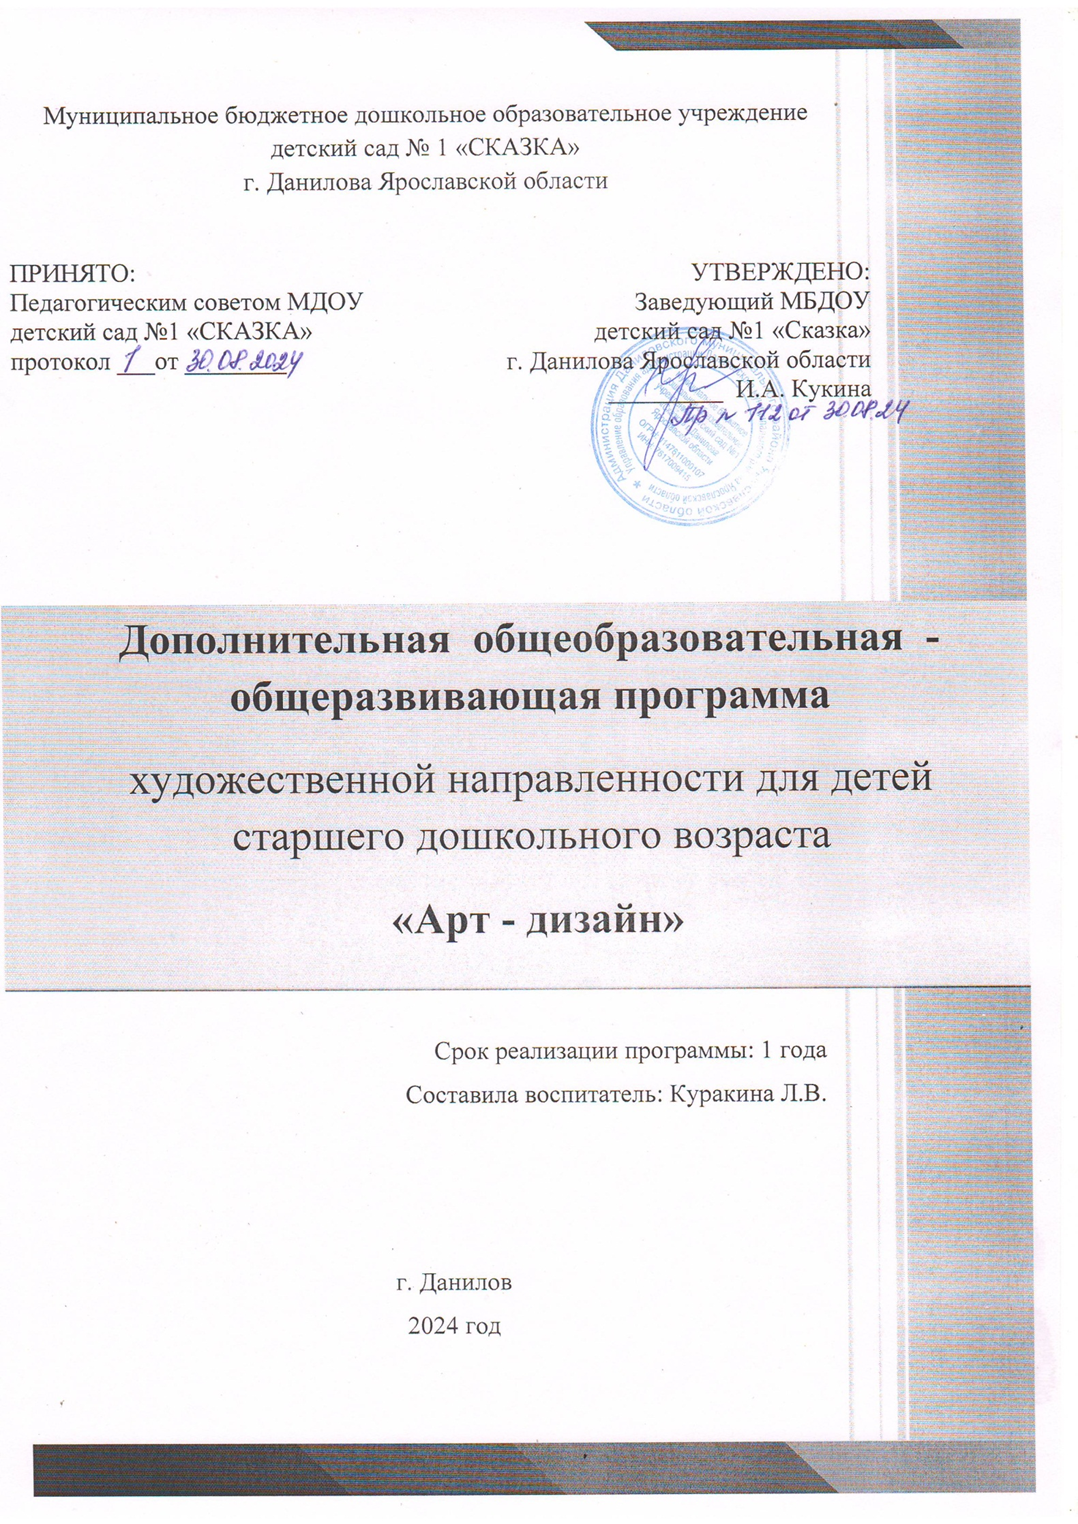 Муниципальное бюджетное дошкольное образовательное учреждение
детский сад № 1 «СКАЗКА»
г. Данилова Ярославской области
ПРИНЯТО:
Педагогическим советом МДОУ
детский сад №1 «СКАЗКА»
протокол 1 от 30.08.2024
УТВЕРЖДЕНО:
Заведующий МБДОУ
детский сад №1 «Сказка»
г. Данилова Ярославской области
И.А. Кукина
Пр № 112 от 30.08.24
Дополнительная общеобразовательная -
общеразвивающая программа
художественной направленности для детей
старшего дошкольного возраста
«Арт - дизайн»
Срок реализации программы: 1 года
Составила воспитатель: Куракина Л.В.
г. Данилов
2024 год